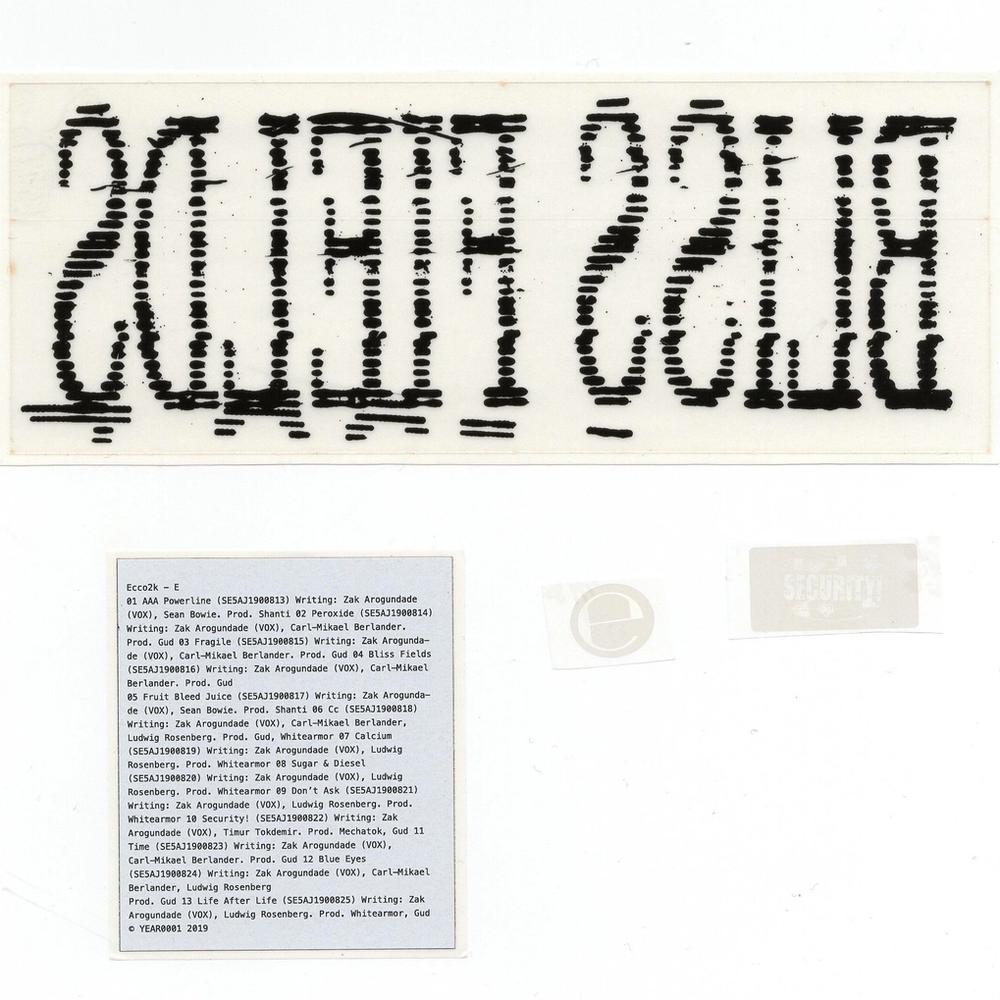 BLISS FIELDS
Ecco2k – E
01 AAA Powerline (SE5AJ1900813) Writing: Zak Arogundade
(VOX), Sean Bowie. Prod. Shanti 02 Peroxide (SE5AJ1900814)
Writing: Zak Arogundade (VOX), Carl-Mikael Berlander.
Prod. Gud 03 Fragile (SE5AJ1900815) Writing: Zak Arogunda-
de (VOX), Carl-Mikael Berlander. Prod. Gud 04 Bliss Fields
(SE5AJ1900816) Writing: Zak Arogundade (VOX), Carl-Mikael
Berlander. Prod. Gud
05 Fruit Bleed Juice (SE5AJ1900817) Writing: Zak Arogunda-
de (VOX), Sean Bowie. Prod. Shanti 06 Cc (SE5AJ1900818)
Writing: Zak Arogundade (VOX), Carl-Mikael Berlander,
Ludwig Rosenberg. Prod. Gud, Whitearmor 07 Calcium
(SE5AJ1900819) Writing: Zak Arogundade (VOX), Ludwig
Rosenberg. Prod. Whitearmor 08 Sugar & Diesel
(SE5AJ1900820) Writing: Zak Arogundade (VOX), Ludwig
Rosenberg. Prod. Whitearmor 09 Don't Ask (SE5AJ1900821)
Writing: Zak Arogundade (VOX), Ludwig Rosenberg. Prod.
Whitearmor 10 Security! (SE5AJ1900822) Writing: Zak
Arogundade (VOX), Timur Tokdemir. Prod. Mechatok, Gud 11
Time (SE5AJ1900823) Writing: Zak Arogundade (VOX),
Carl-Mikael Berlander. Prod. Gud 12 Blue Eyes
(SE5AJ1900824) Writing: Zak Arogundade (VOX), Carl-Mikael
Berlander, Ludwig Rosenberg
Prod. Gud 13 Life After Life (SE5AJ1900825) Writing: Zak
Arogundade (VOX), Ludwig Rosenberg. Prod. Whitearmor, Gud
© YEAR0001 2019
e
SECURITY!